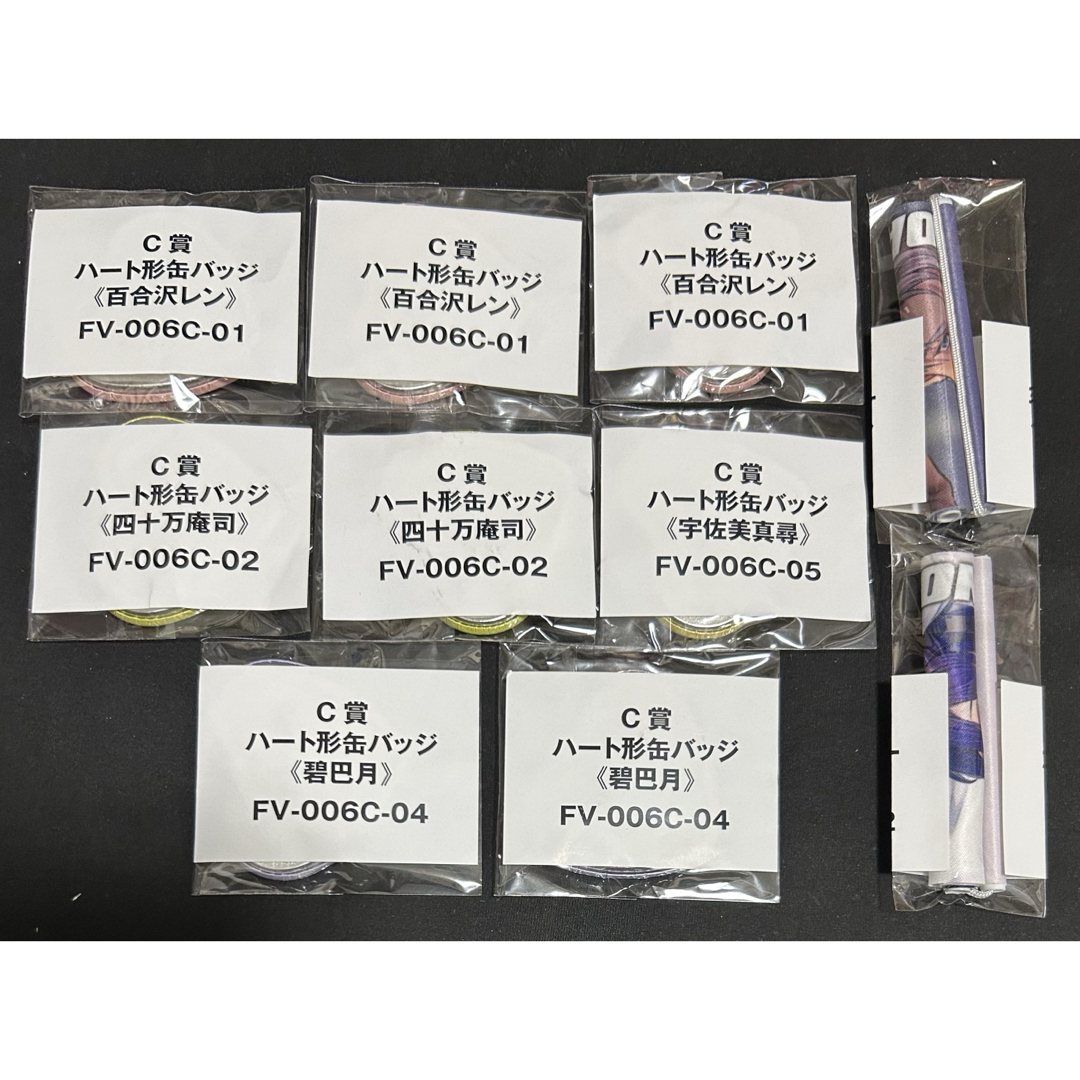 C賞
ハート形缶バッジ
《百合沢レン》
FV-006C-01
C賞
ハート形缶バッジ
《百合沢レン》
FV-006C-01
C賞
ハート形缶バッジ
《百合沢レン》
FV-006C-01
C賞
ハート形缶バッジ
《四十万庵司》
FV-006C-02
C賞
ハート形缶バッジ
《四十万庵司》
FV-006C-02
C賞
ハート形缶バッジ
《宇佐美真尋》
FV-006C-05
C賞
ハート形缶バッジ
《碧巴月》
FV-006C-04
C賞
ハート形缶バッジ
《碧巴月》
FV-006C-04